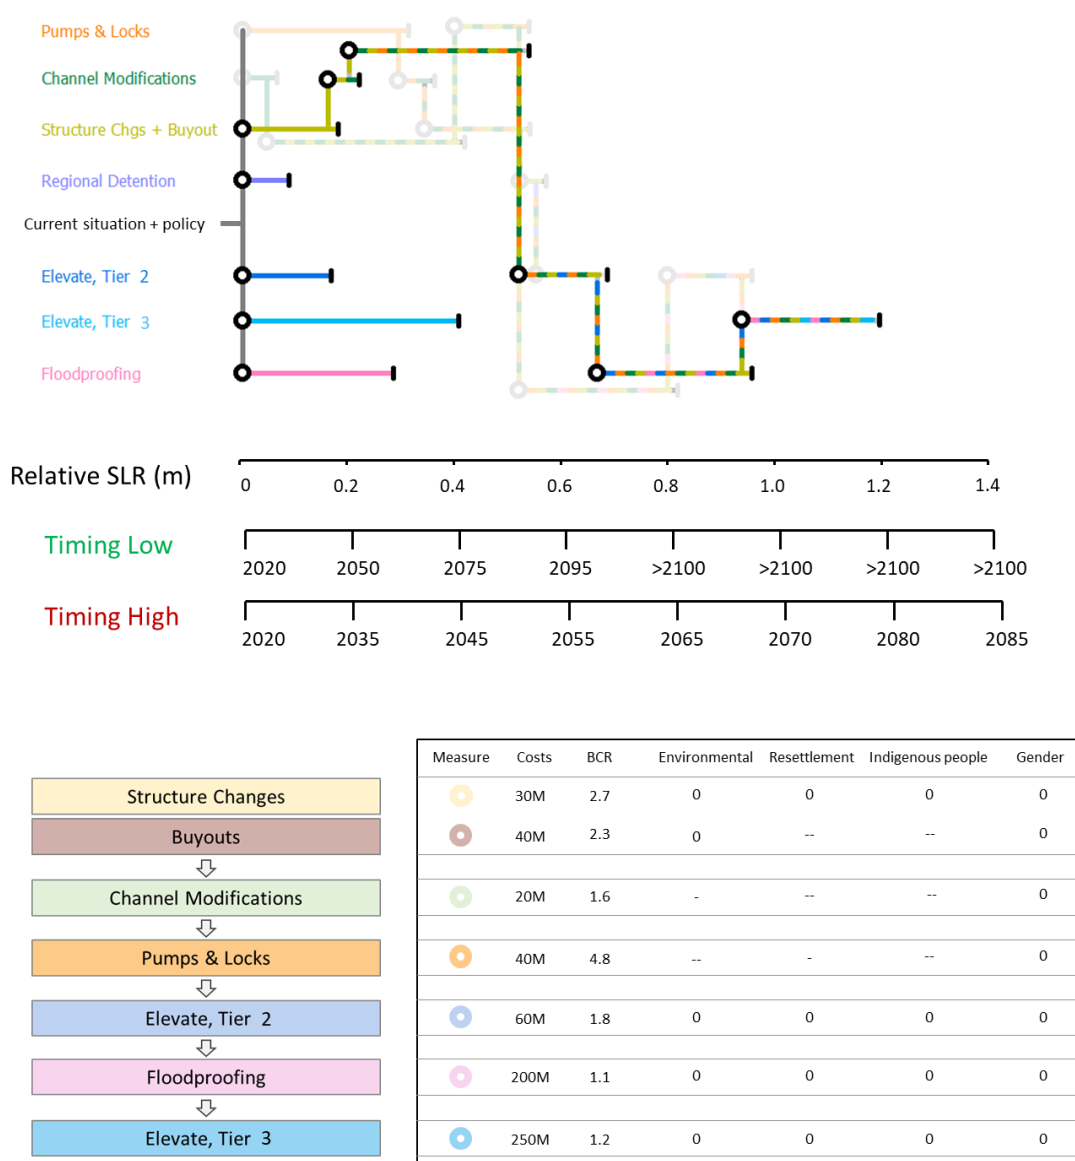 Pumps & Locks
Channel Modifications
Structure Chgs + Buyout
Regional Detention
Current situation + policy
Elevate, Tier 2
Elevate, Tier 3
Floodproofing
Relative SLR (m)
0 0.2 0.4 0.6 0.8 1.0 1.2 1.4
Timing Low
2020 2050 2075 2095 >2100 >2100 >2100 >2100
Timing High
2020 2035 2045 2055 2065 2070 2080 2085
Measure Costs BCR Environmental Resettlement Indigenous people Gender
Structure Changes 30M 2.7 0 0 0 0
Buyouts 40M 2.3 0 -- -- 0
Channel Modifications 20M 1.6 - -- -- 0
Pumps & Locks 40M 4.8 -- - -- 0
Elevate, Tier 2 60M 1.8 0 0 0 0
Floodproofing 200M 1.1 0 0 0 0
Elevate, Tier 3 250M 1.2 0 0 0 0